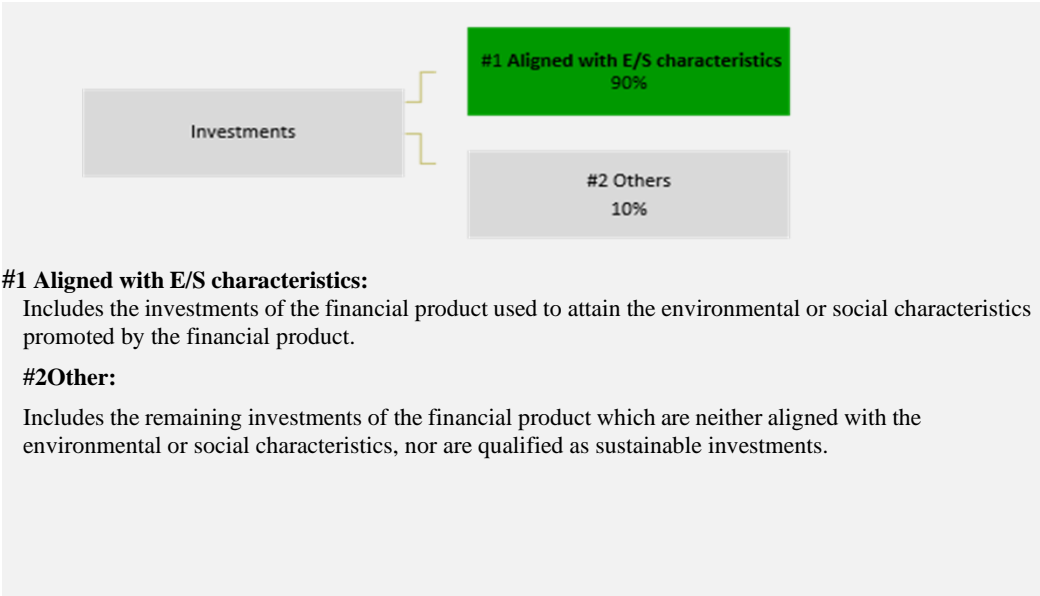 #1 Aligned with E/S characteristics
90%
Investments
#2 Others
10%
#1 Aligned with E/S characteristics:
Includes the investments of the financial product used to attain the environmental or social characteristics
promoted by the financial product.
#2Other:
Includes the remaining investments of the financial product which are neither aligned with the
environmental or social characteristics, nor are qualified as sustainable investments.